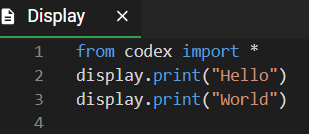 Display
1 from codex import *
2 display.print("Hello")
3 display.print("World")
4